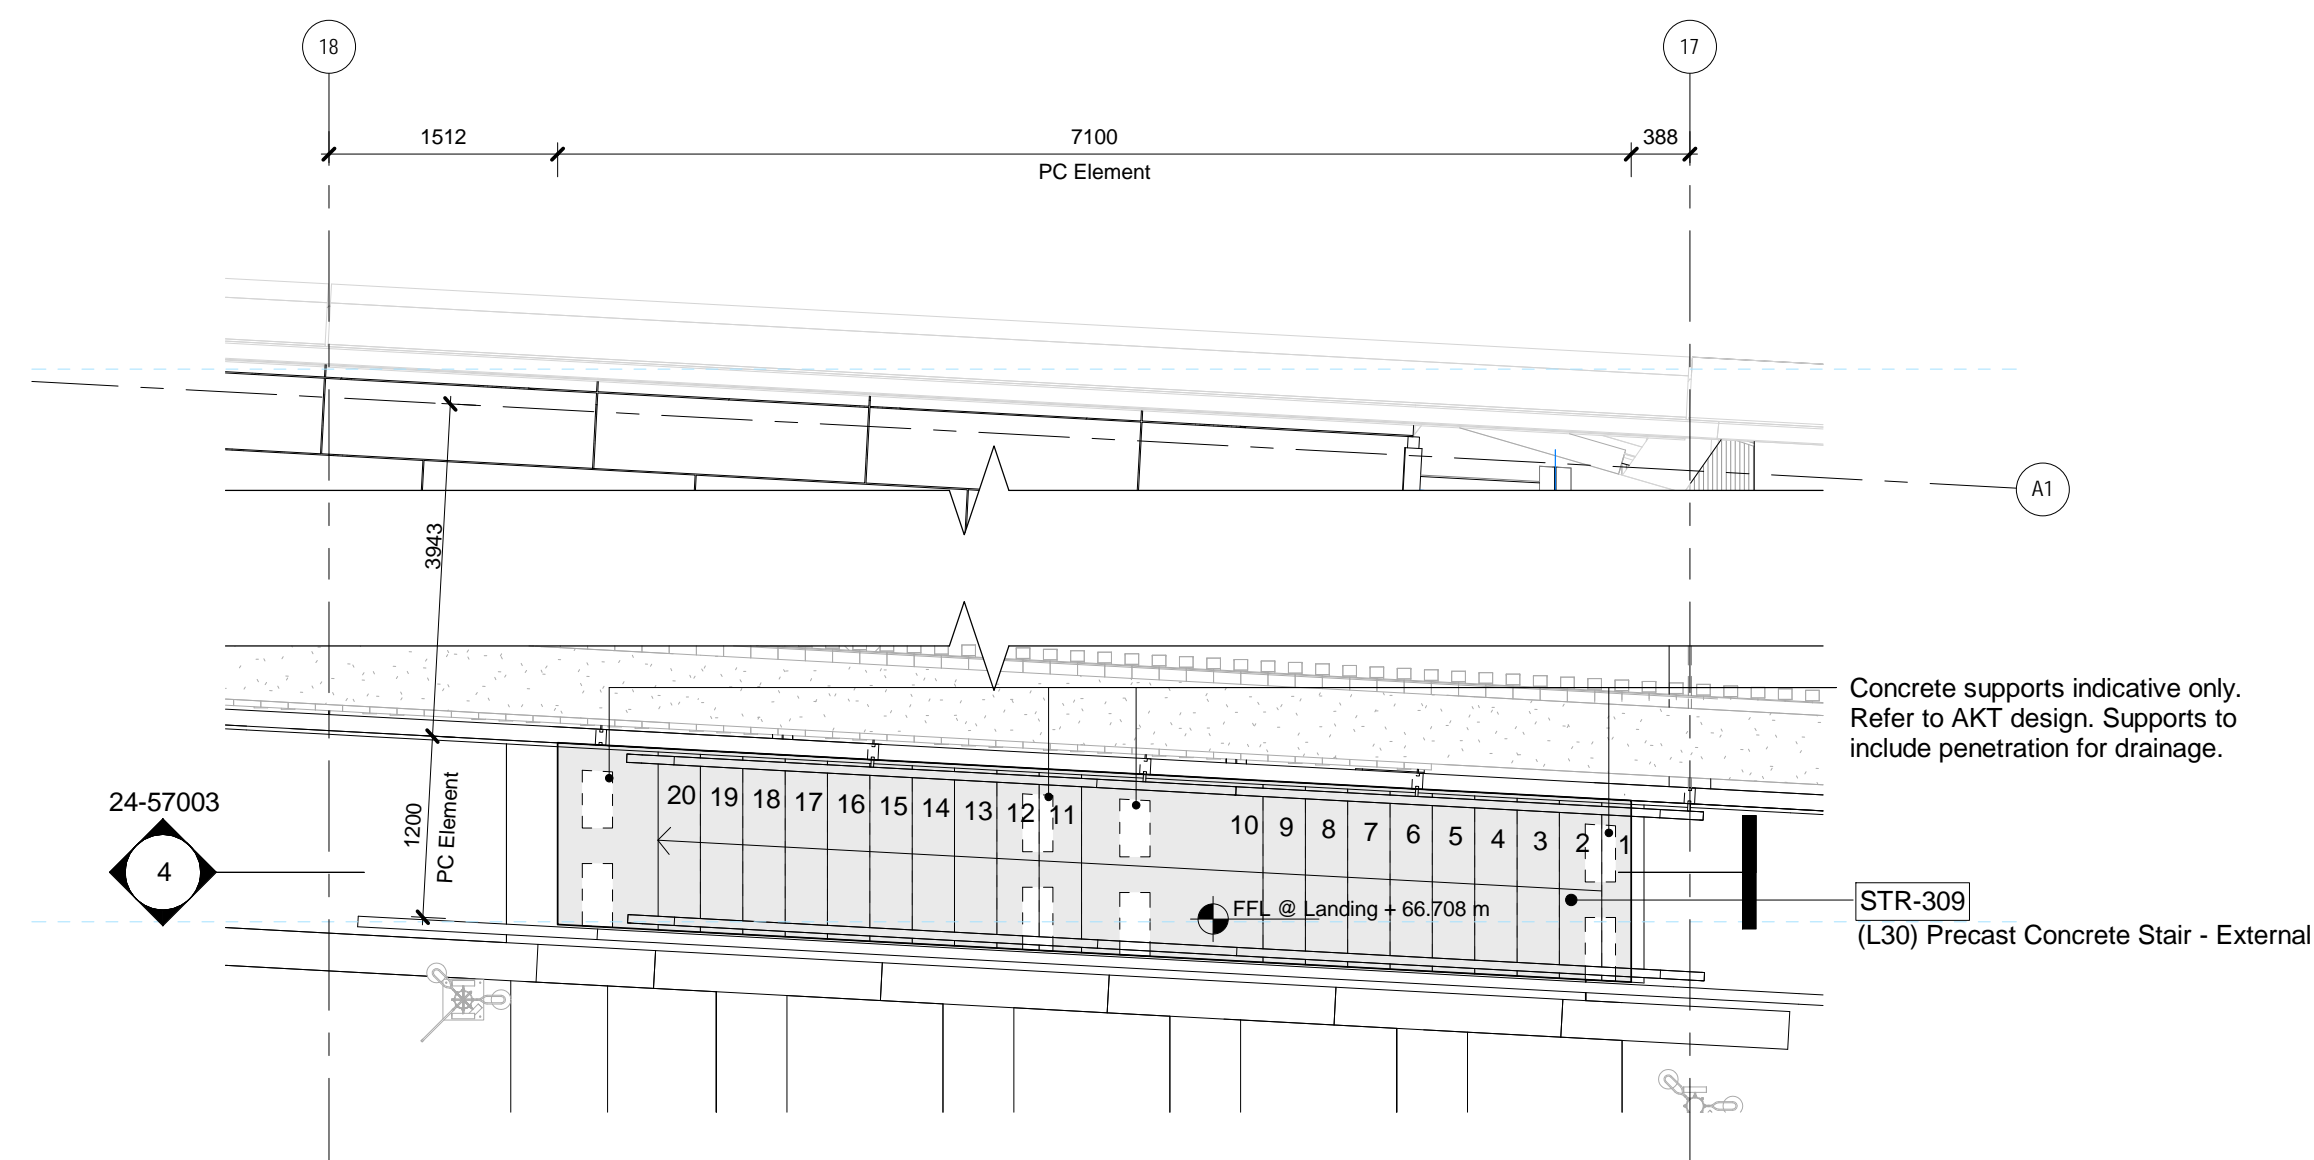 18
17
1512
7100
388
PC Element
A1
3943
Concrete supports indicative only.
Refer to AKT design. Supports to
include penetration for drainage.
24-57003
4
1200
PC Element
20 19 18 17 16 15 14 13 12 11 10 9 8 7 6 5 4 3 2 1
FFL @ Landing + 66.708 m
STR-309
(L30) Precast Concrete Stair - External